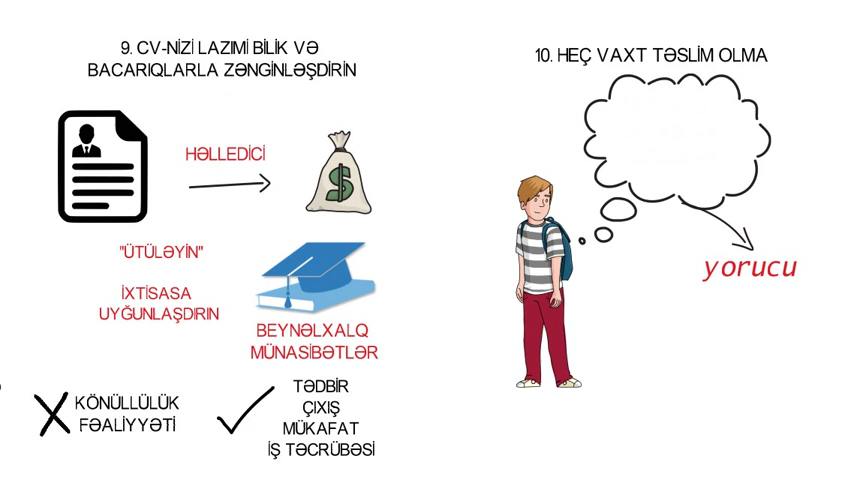 9. CV-NİZİ LAZIMİ BİLİK VƏ
BACARIQLARLA ZƏNGİNLƏŞDİRİN
HƏLLEDİCİ
"ÜTÜLƏYİN"
İXTİSASA
UYĞUNLAŞDIRIN
BEYNƏLXALQ
MÜNASİBƏTLƏR
KÖNÜLLÜLÜK
FƏALİYYƏTİ
TƏDBİR
ÇIXIŞ
MÜKAFAT
İŞ TƏCRÜBƏSİ
10. HEÇ VAXT TƏSLİM OLMA
yorucu